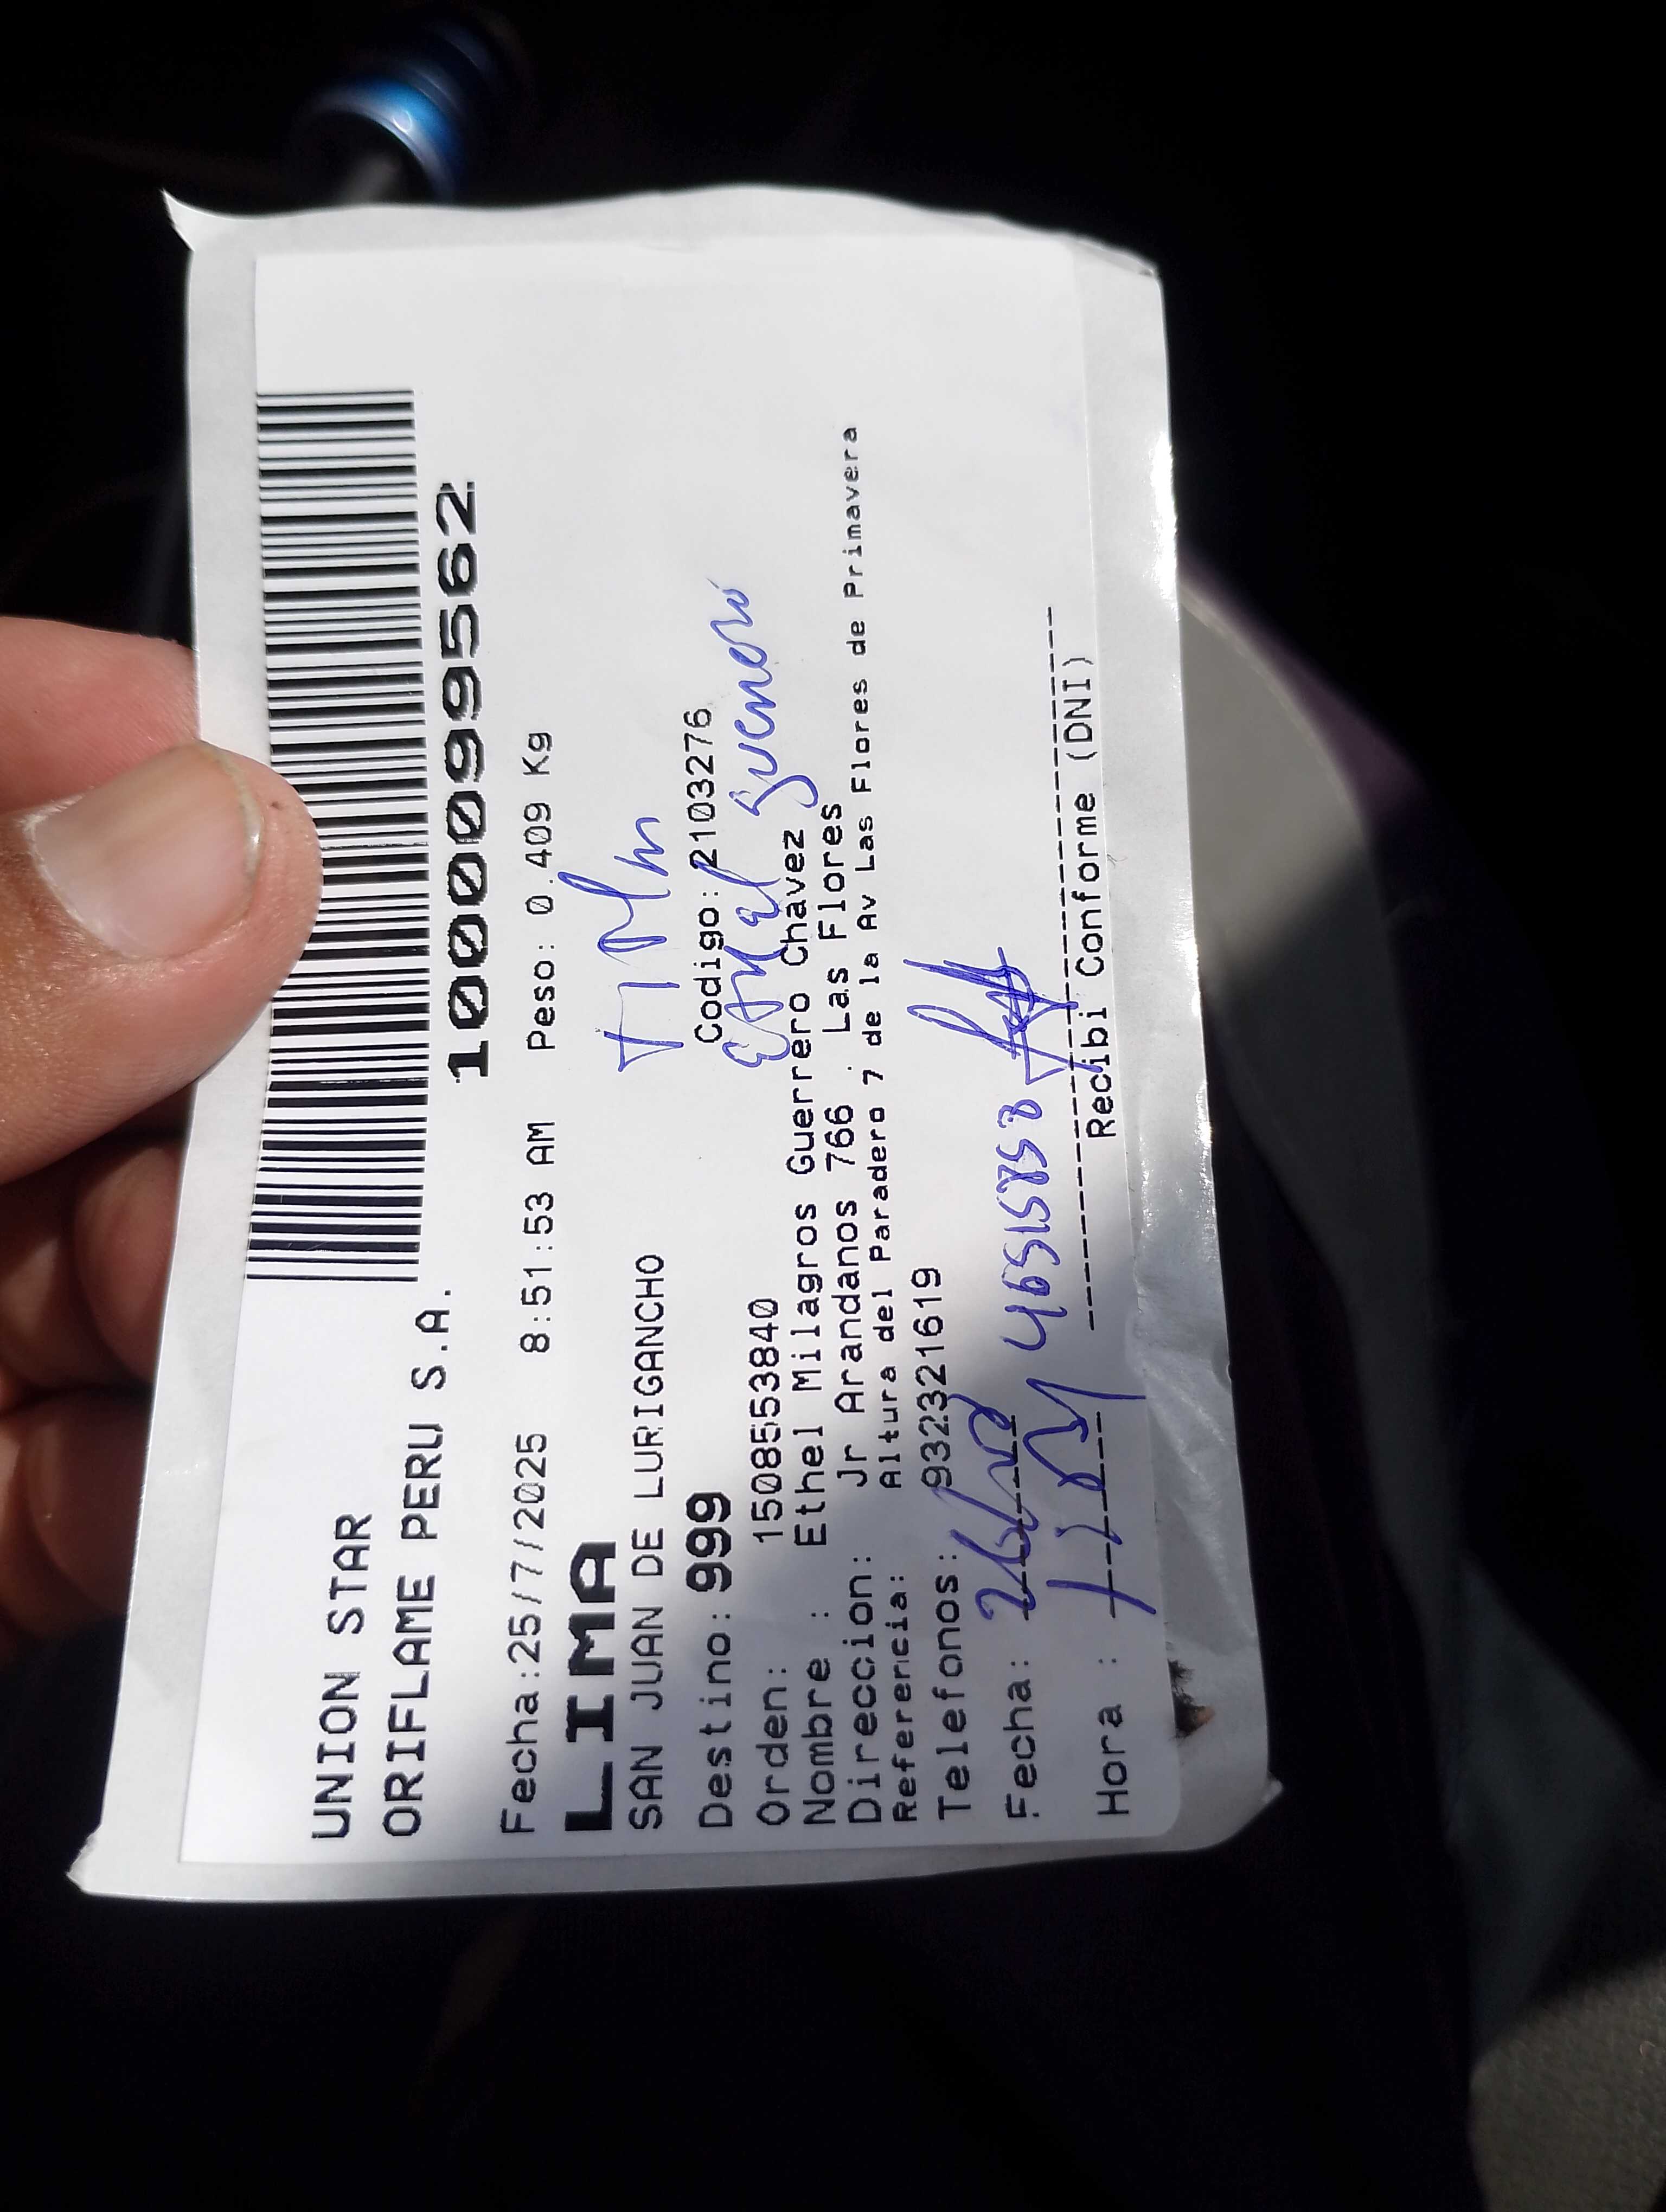 UNION STAR
ORIFLAME PERU S.A.
10000999562
Fecha:25/7/2025 8:51:53 AM Peso: 0.409 Kg
LIMA
SAN JUAN DE LURIGANCHO
Destino: 999 Codigo: 2103276
Ethel Guerrero
Orden: 1508553840
Nombre : Ethel Milagros Guerrero Chavez
Direccion: Jr Arandanos 766 . Las Flores
Referencia: Altura del Paradero 7 de la Av Las Flores de Primavera
Telefonos: 932321619
Fecha:
Hora :
Recibi Conforme (DNI)